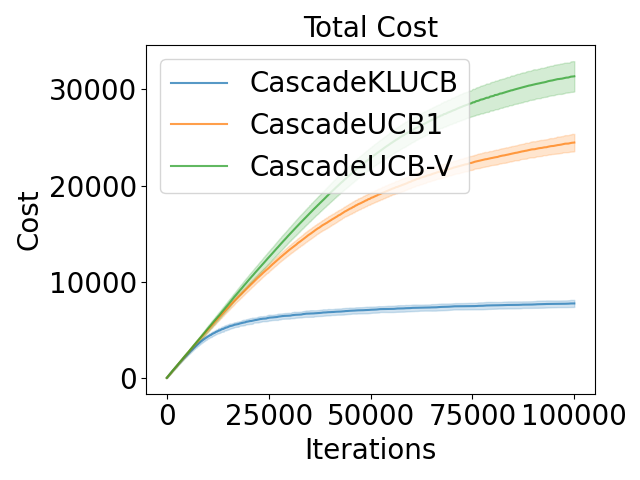 Total Cost
CascadeKLUCB
CascadeUCB1
CascadeUCB-V
Cost
30000
20000
10000
0
0 25000 50000 75000 100000
Iterations